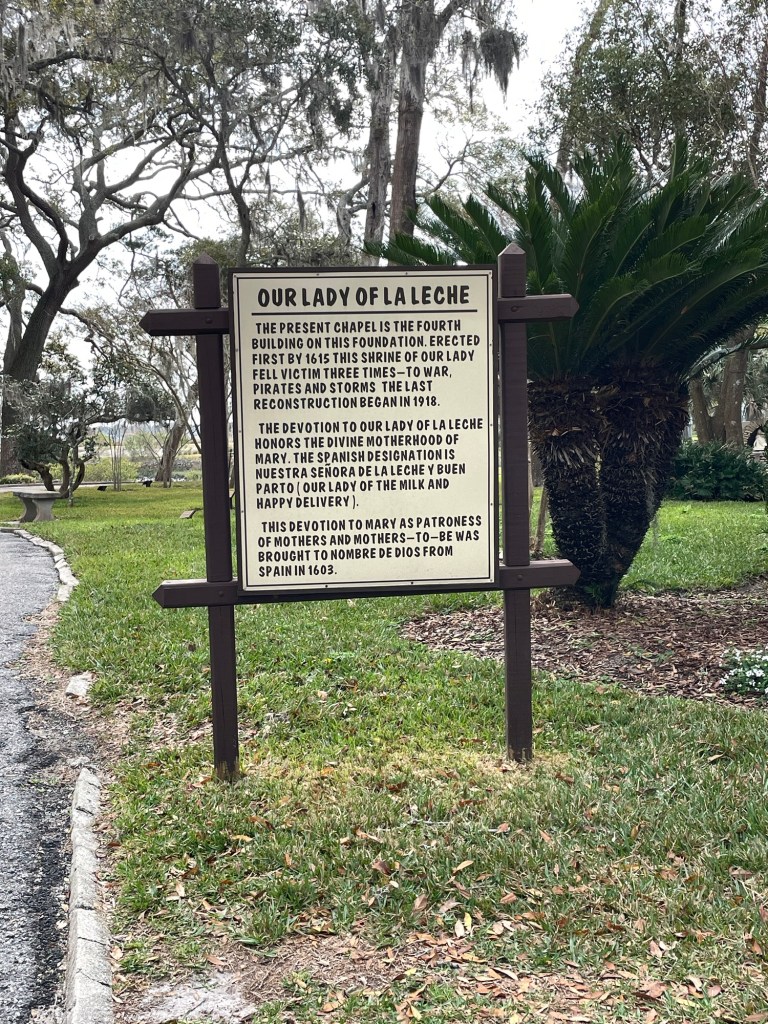 OUR LADY OF LA LECHE
THE PRESENT CHAPEL IS THE FOURTH
BUILDING ON THIS FOUNDATION. ERECTED
FIRST BY 1615 THIS SHRINE OF OUR LADY
FELL VICTIM THREE TIMES-TO WAR,
PIRATES AND STORMS THE LAST
RECONSTRUCTION BEGAN IN 1918.
THE DEVOTION TO OUR LADY OF LA LECHE
HONORS THE DIVINE MOTHERHOOD OF
MARY. THE SPANISH DESIGNATION IS
NUESTRA SEÑORA DE LA LECHE Y BUEN
PARTO ( OUR LADY OF THE MILK AND
HAPPY DELIVERY ).
THIS DEVOTION TO MARY AS PATRONESS
OF MOTHERS AND MOTHERS-TO-BE WAS
BROUGHT TO NOMBRE DE DIOS FROM
SPAIN IN 1603.